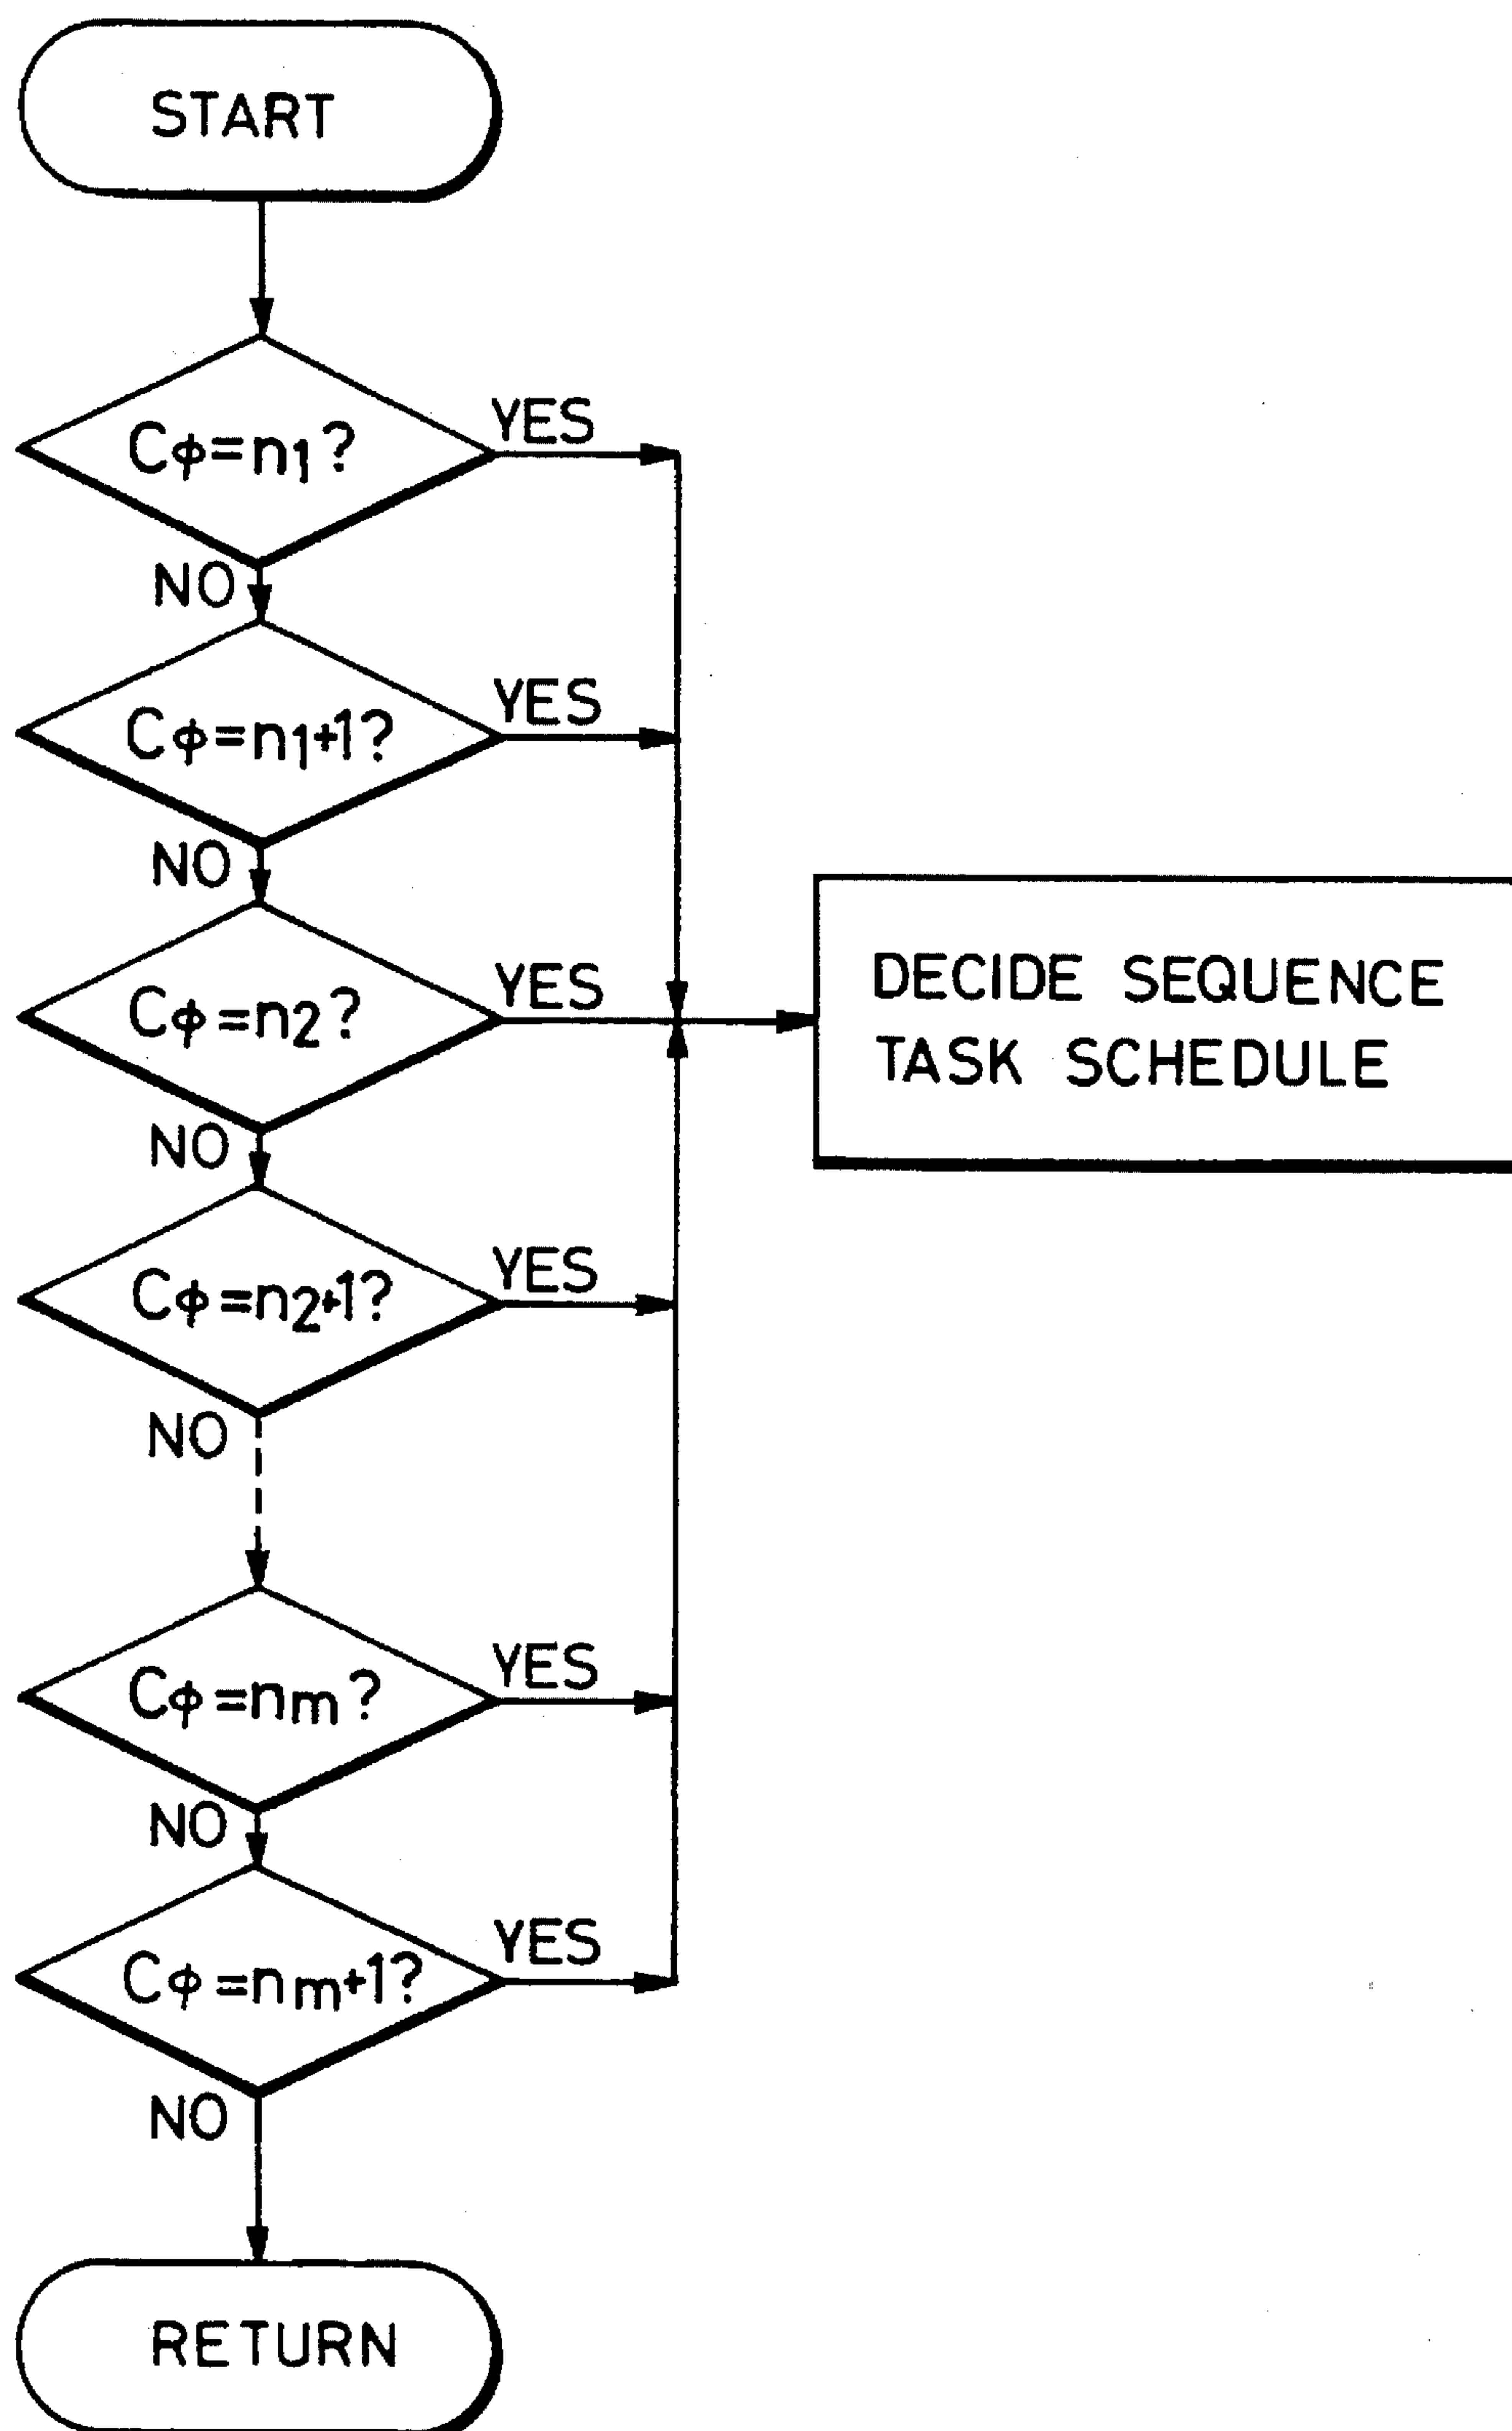 START
Cϕ=n1?
YES
NO
Cϕ=n1+1?
YES
NO
Cϕ=n2?
YES
DECIDE SEQUENCE
TASK SCHEDULE
NO
Cϕ=n2+1?
YES
NO
Cϕ=nm?
YES
NO
Cϕ=nm+1?
YES
NO
RETURN